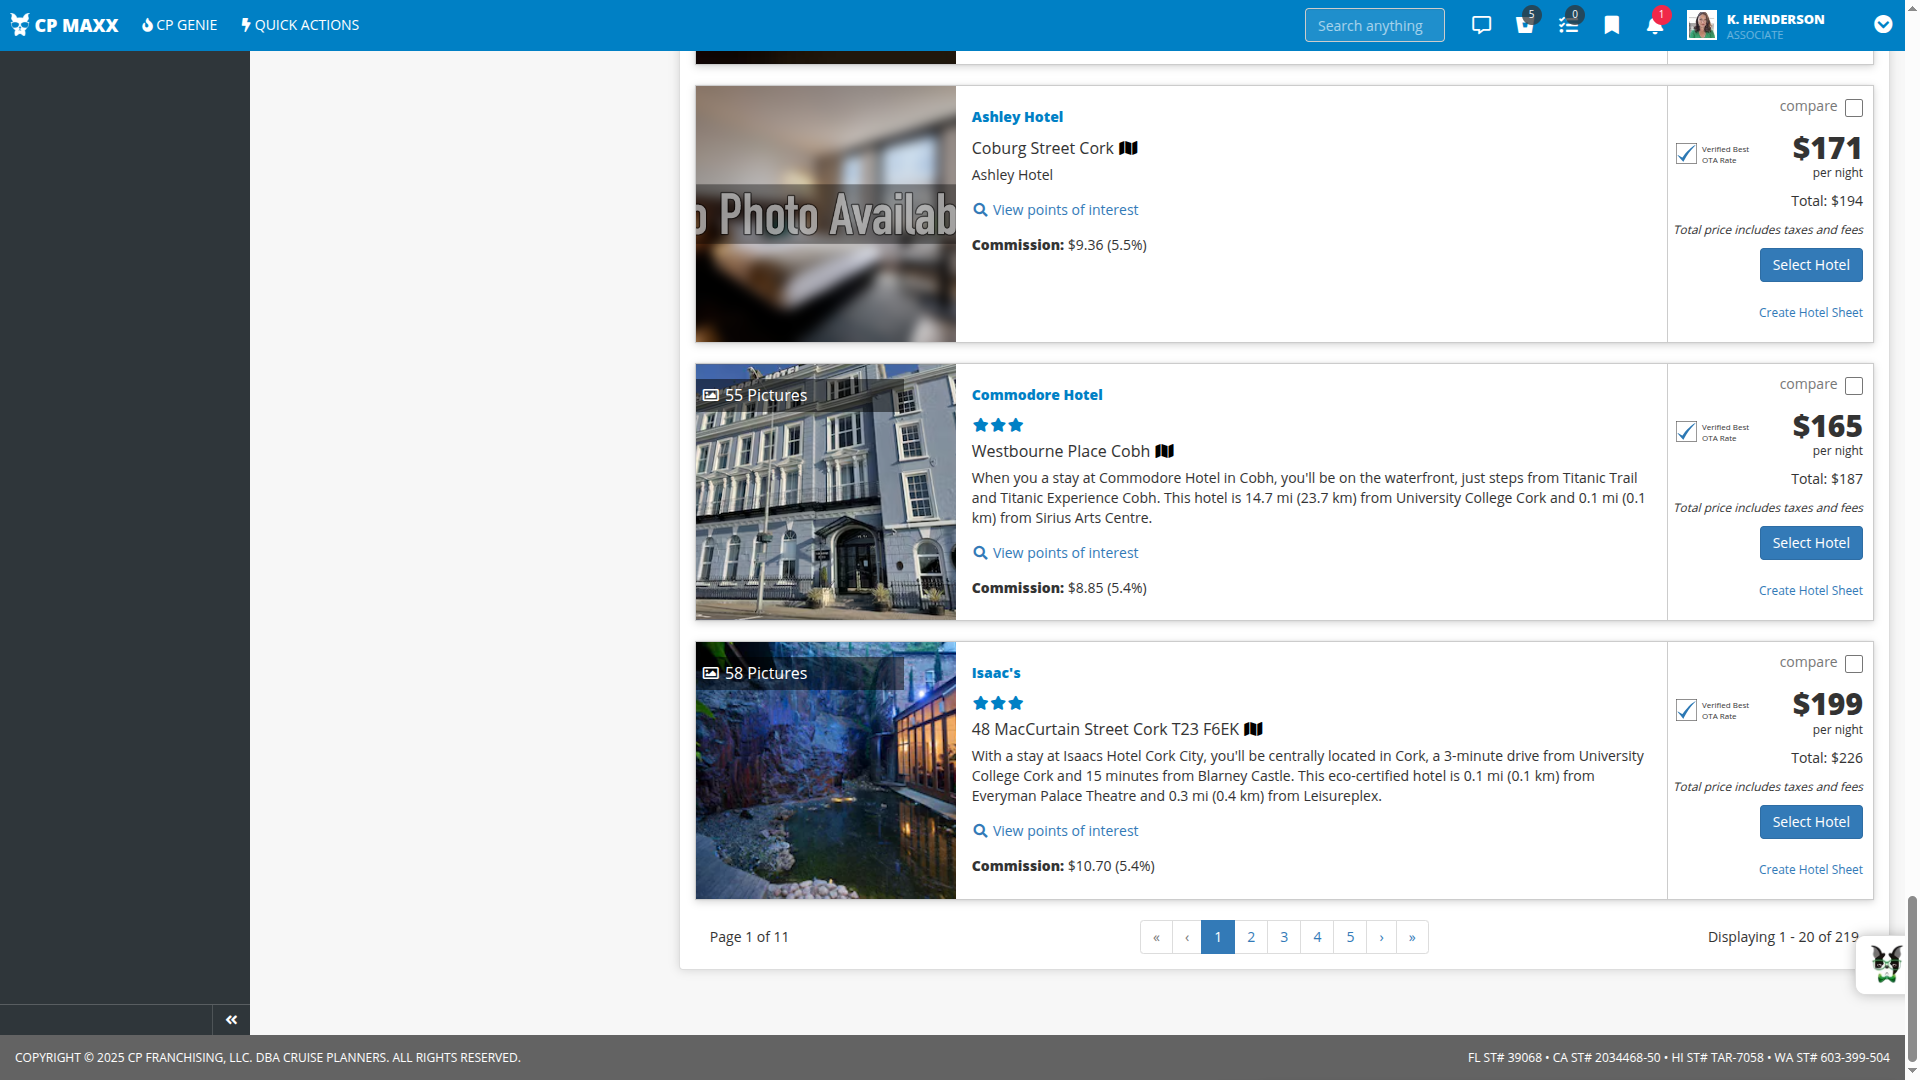 CP MAXX
CP GENIE
QUICK ACTIONS
Search anything
5
0
1
K. HENDERSON
ASSOCIATE
o Photo Availab
Ashley Hotel
Coburg Street Cork
Ashley Hotel
View points of interest
Commission: $9.36 (5.5%)
compare
Verified Best
OTA Rate
$171
per night
Total: $194
Total price includes taxes and fees
Select Hotel
Create Hotel Sheet
55 Pictures
Commodore Hotel
Westbourne Place Cobh
When you a stay at Commodore Hotel in Cobh, you'll be on the waterfront, just steps from Titanic Trail
and Titanic Experience Cobh. This hotel is 14.7 mi (23.7 km) from University College Cork and 0.1 mi (0.1
km) from Sirius Arts Centre.
View points of interest
Commission: $8.85 (5.4%)
compare
Verified Best
OTA Rate
$165
per night
Total: $187
Total price includes taxes and fees
Select Hotel
Create Hotel Sheet
58 Pictures
Isaac's
48 MacCurtain Street Cork T23 F6EK
With a stay at Isaacs Hotel Cork City, you'll be centrally located in Cork, a 3-minute drive from University
College Cork and 15 minutes from Blarney Castle. This eco-certified hotel is 0.1 mi (0.1 km) from
Everyman Palace Theatre and 0.3 mi (0.4 km) from Leisureplex.
View points of interest
Commission: $10.70 (5.4%)
compare
Verified Best
OTA Rate
$199
per night
Total: $226
Total price includes taxes and fees
Select Hotel
Create Hotel Sheet
Page 1 of 11
« ‹ 1 2 3 4 5 › »
Displaying 1 - 20 of 219
COPYRIGHT © 2025 CP FRANCHISING, LLC. DBA CRUISE PLANNERS. ALL RIGHTS RESERVED.
FL ST# 39068 • CA ST# 2034468-50 • HI ST# TAR-7058 • WA ST# 603-399-504